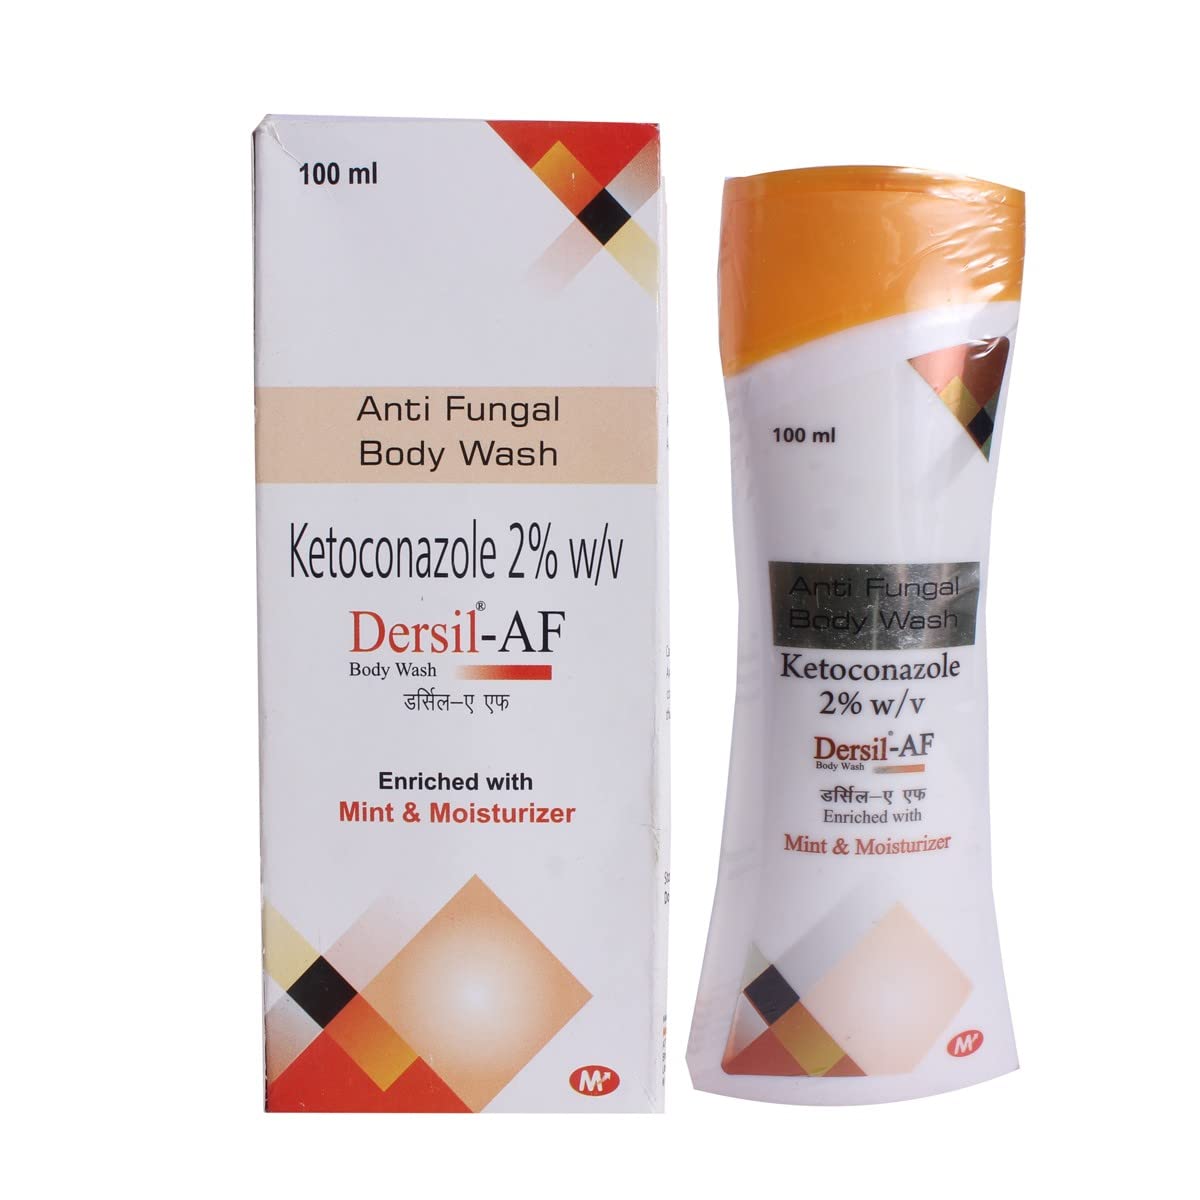 100 ml
Anti Fungal
Body Wash
Ketoconazole 2% w/v
Dersil®-AF
Body Wash
डर्सिल-ए एफ
Enriched with
Mint & Moisturizer
M
100 ml
Anti Fungal
Body Wash
Ketoconazole
2% w/v
Dersil®-AF
Body Wash
डर्सिल-ए एफ
Enriched with
Mint & Moisturizer
M